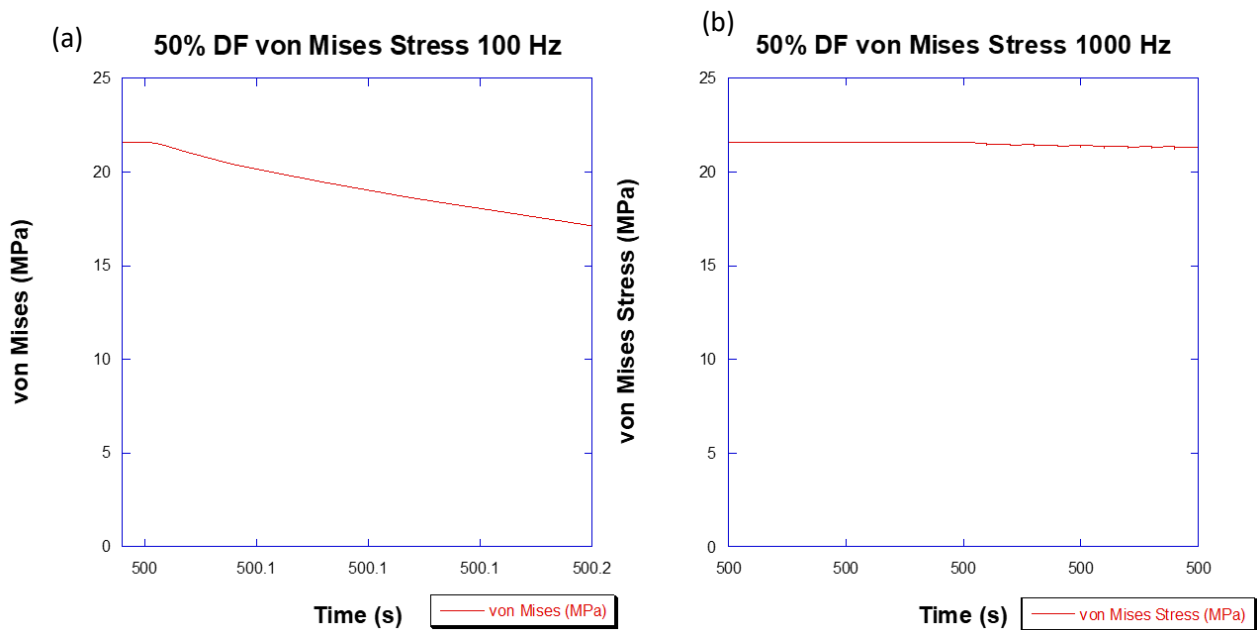 (a)
50% DF von Mises Stress 100 Hz
von Mises (MPa)
25
20
15
10
5
0
500
500.1
500.1
500.1
500.2
Time (s)
von Mises (MPa)
(b)
50% DF von Mises Stress 1000 Hz
von Mises Stress (MPa)
25
20
15
10
5
0
500
500
500
500
500
Time (s)
von Mises Stress (MPa)